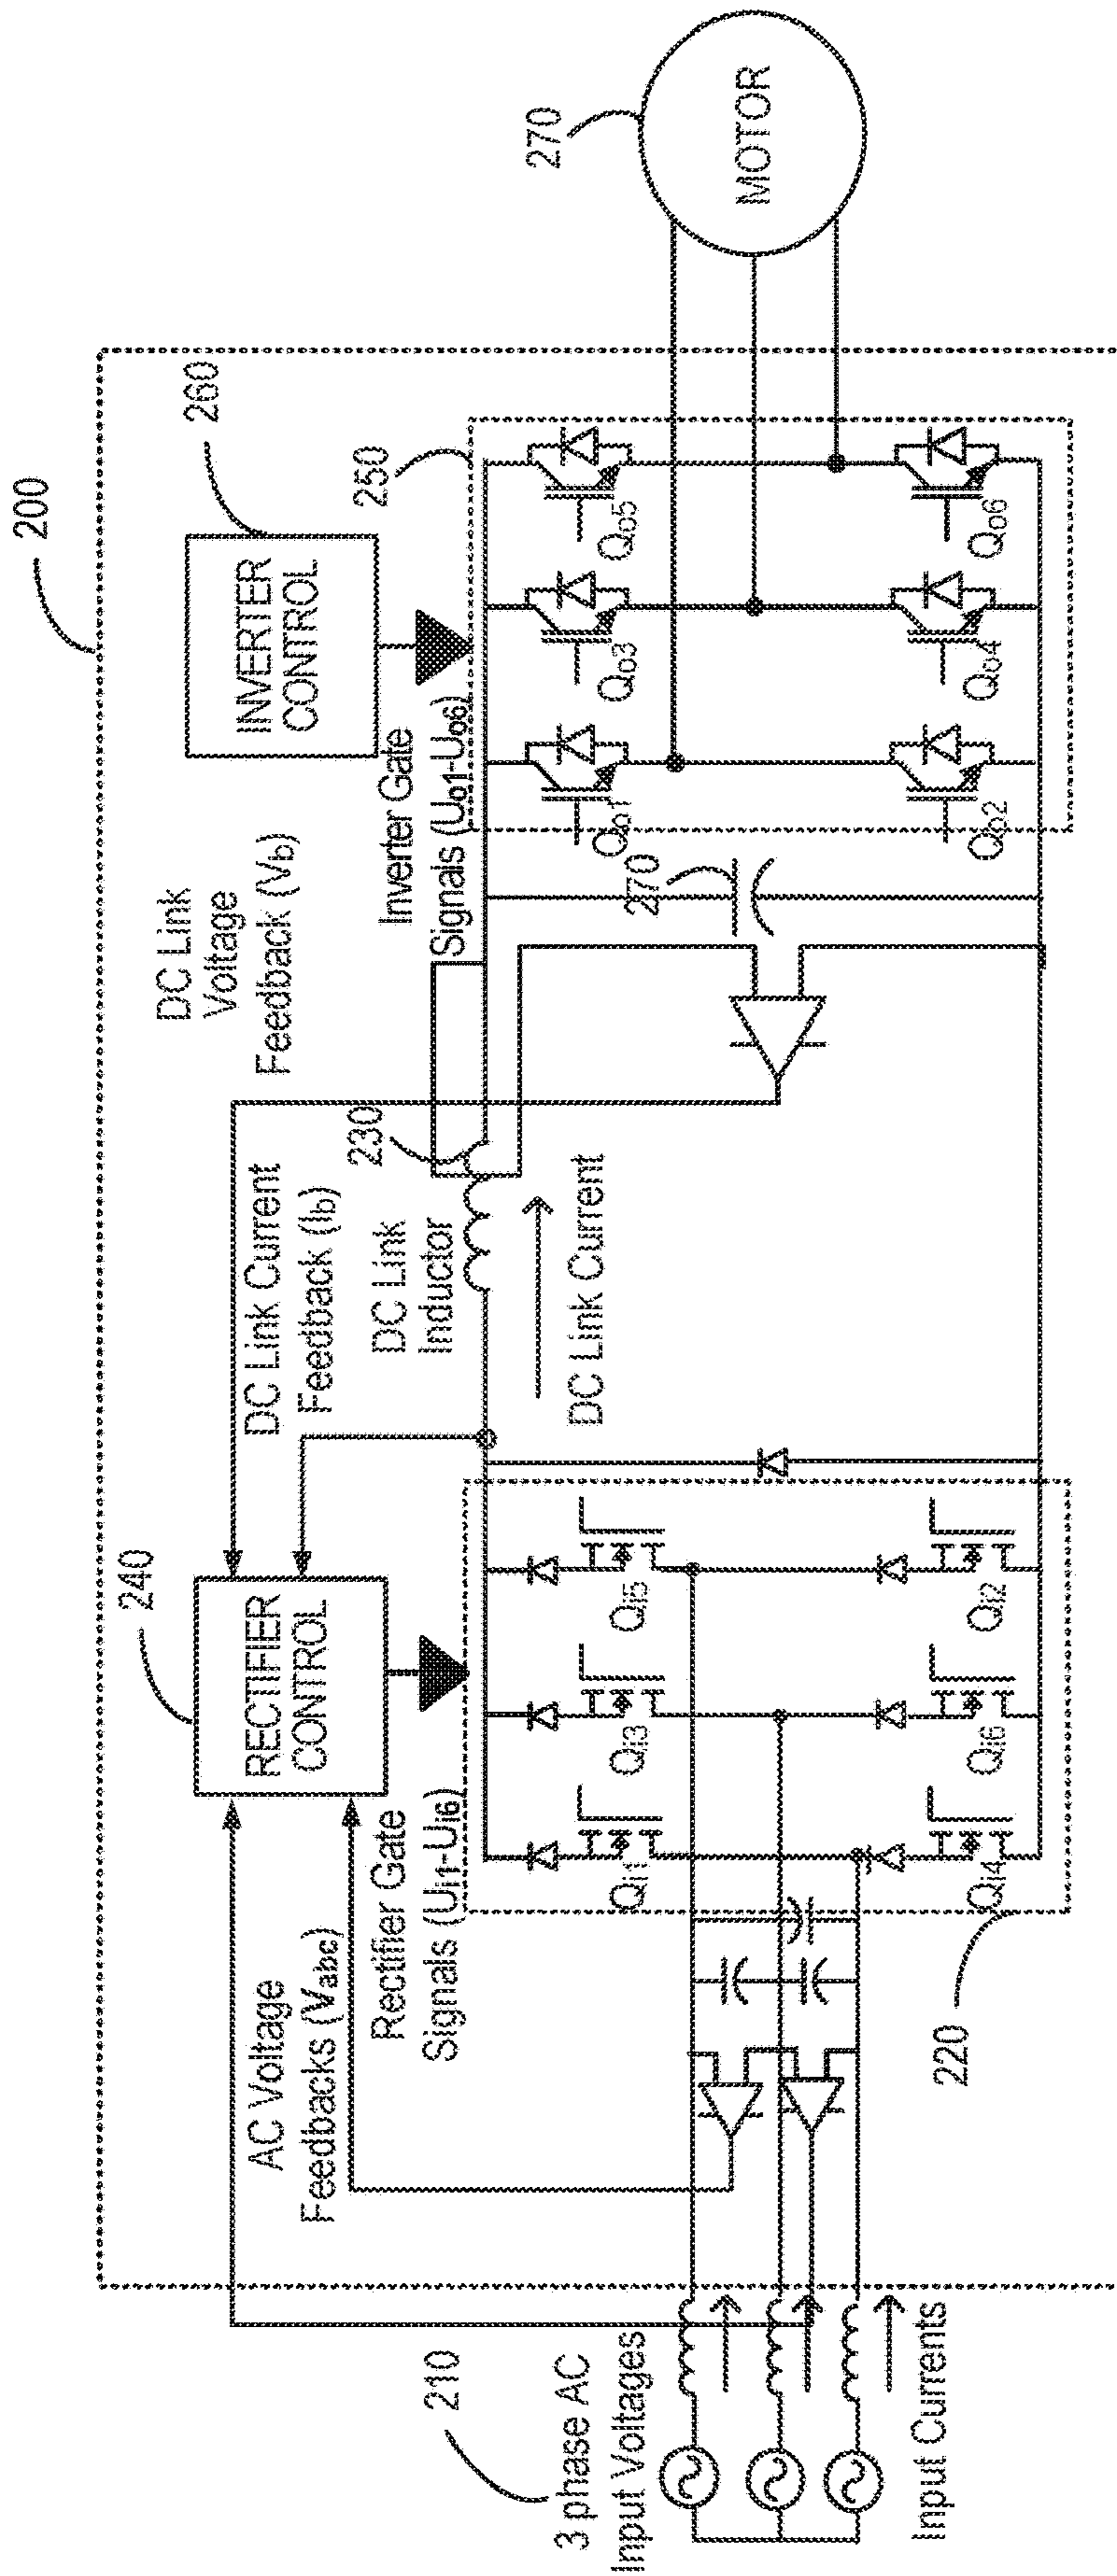 200
210
3 phase AC
Input Voltages
Input Currents
AC Voltage
Feedbacks (Vabc)
240
RECTIFIER
CONTROL
Rectifier Gate
Signals (Ui1-Ui6)
Qi1
Qi3
Qi5
Qi4
Qi6
Qi2
220
DC Link Current
Feedback (Ib)
DC Link
Inductor
230
DC Link Current
DC Link
Voltage
Feedback (Vb)
260
INVERTER
CONTROL
Inverter Gate
Signals (Uo1-Uo6)
250
270
Qo1
Qo3
Qo5
Qo2
Qo4
Qo6
270
MOTOR